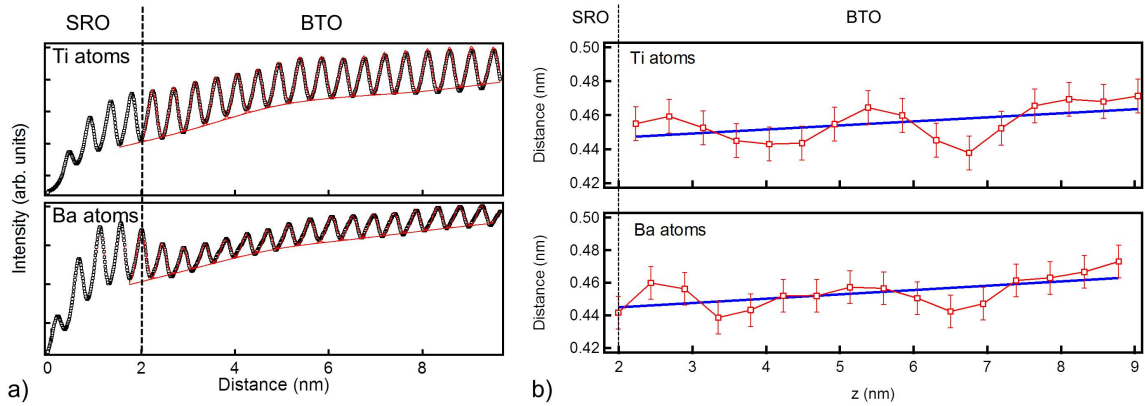 SRO BTO
Ti atoms
Ba atoms
Intensity (arb. units)
0 2 4 6 8
Distance (nm)
a)
SRO BTO
0.50
0.48
0.46
0.44
0.42
Distance (nm)
Ti atoms
0.50
0.48
0.46
0.44
0.42
Distance (nm)
Ba atoms
2 3 4 5 6 7 8 9
z (nm)
b)